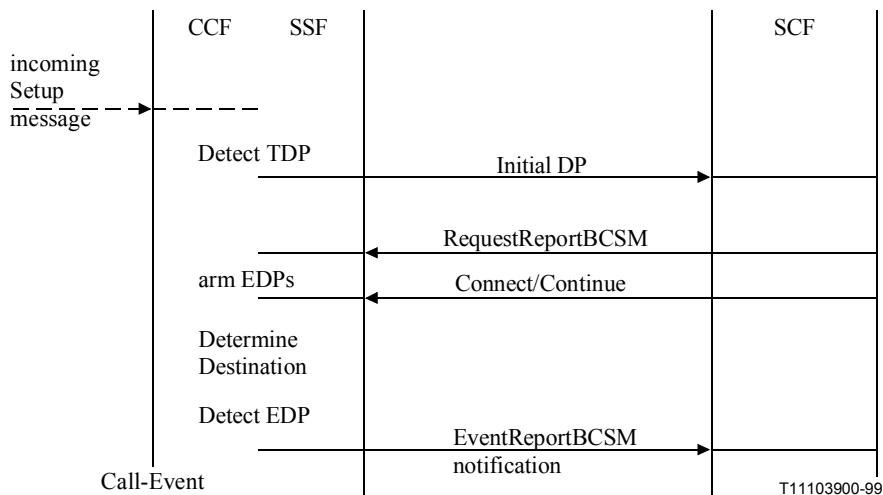 CCF SSF SCF
incoming
Setup
message
Detect TDP
Initial DP
RequestReportBCSM
arm EDPs
Connect/Continue
Determine
Destination
Detect EDP
EventReportBCSM
notification
Call-Event
T11103900-99